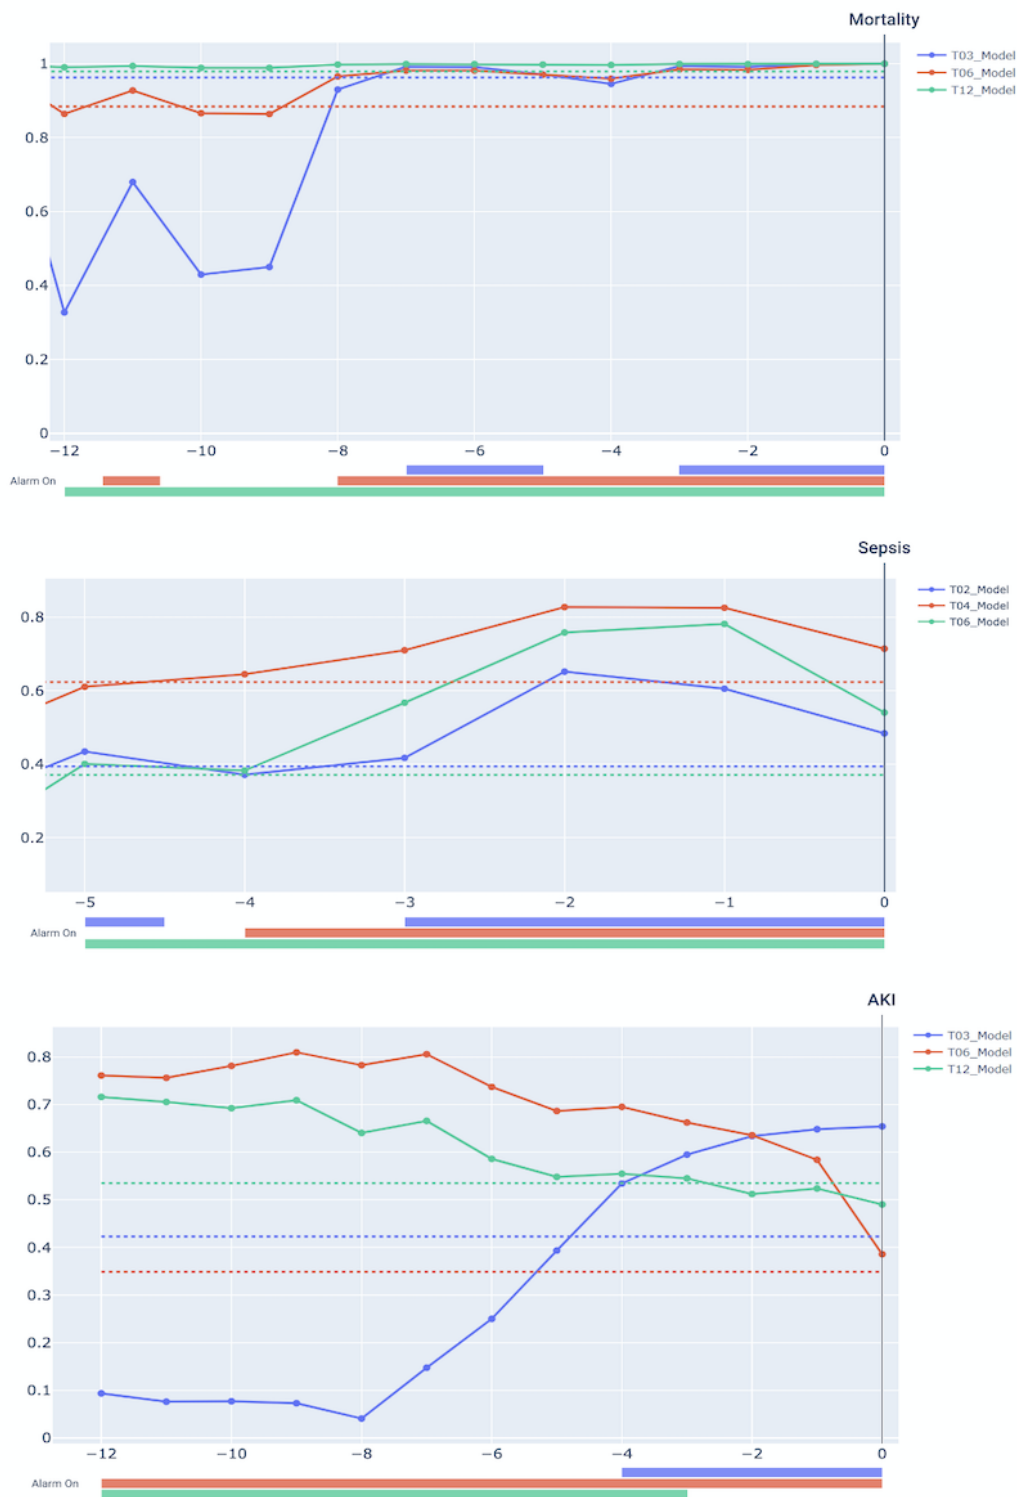 Mortality
T03_Model
T06_Model
T12_Model
1
0.8
0.6
0.4
0.2
0
−12 −10 −8 −6 −4 −2 0
Alarm On
Sepsis
T02_Model
T04_Model
T06_Model
0.8
0.6
0.4
0.2
−5 −4 −3 −2 −1 0
Alarm On
AKI
T03_Model
T06_Model
T12_Model
0.8
0.7
0.6
0.5
0.4
0.3
0.2
0.1
0
−12 −10 −8 −6 −4 −2 0
Alarm On